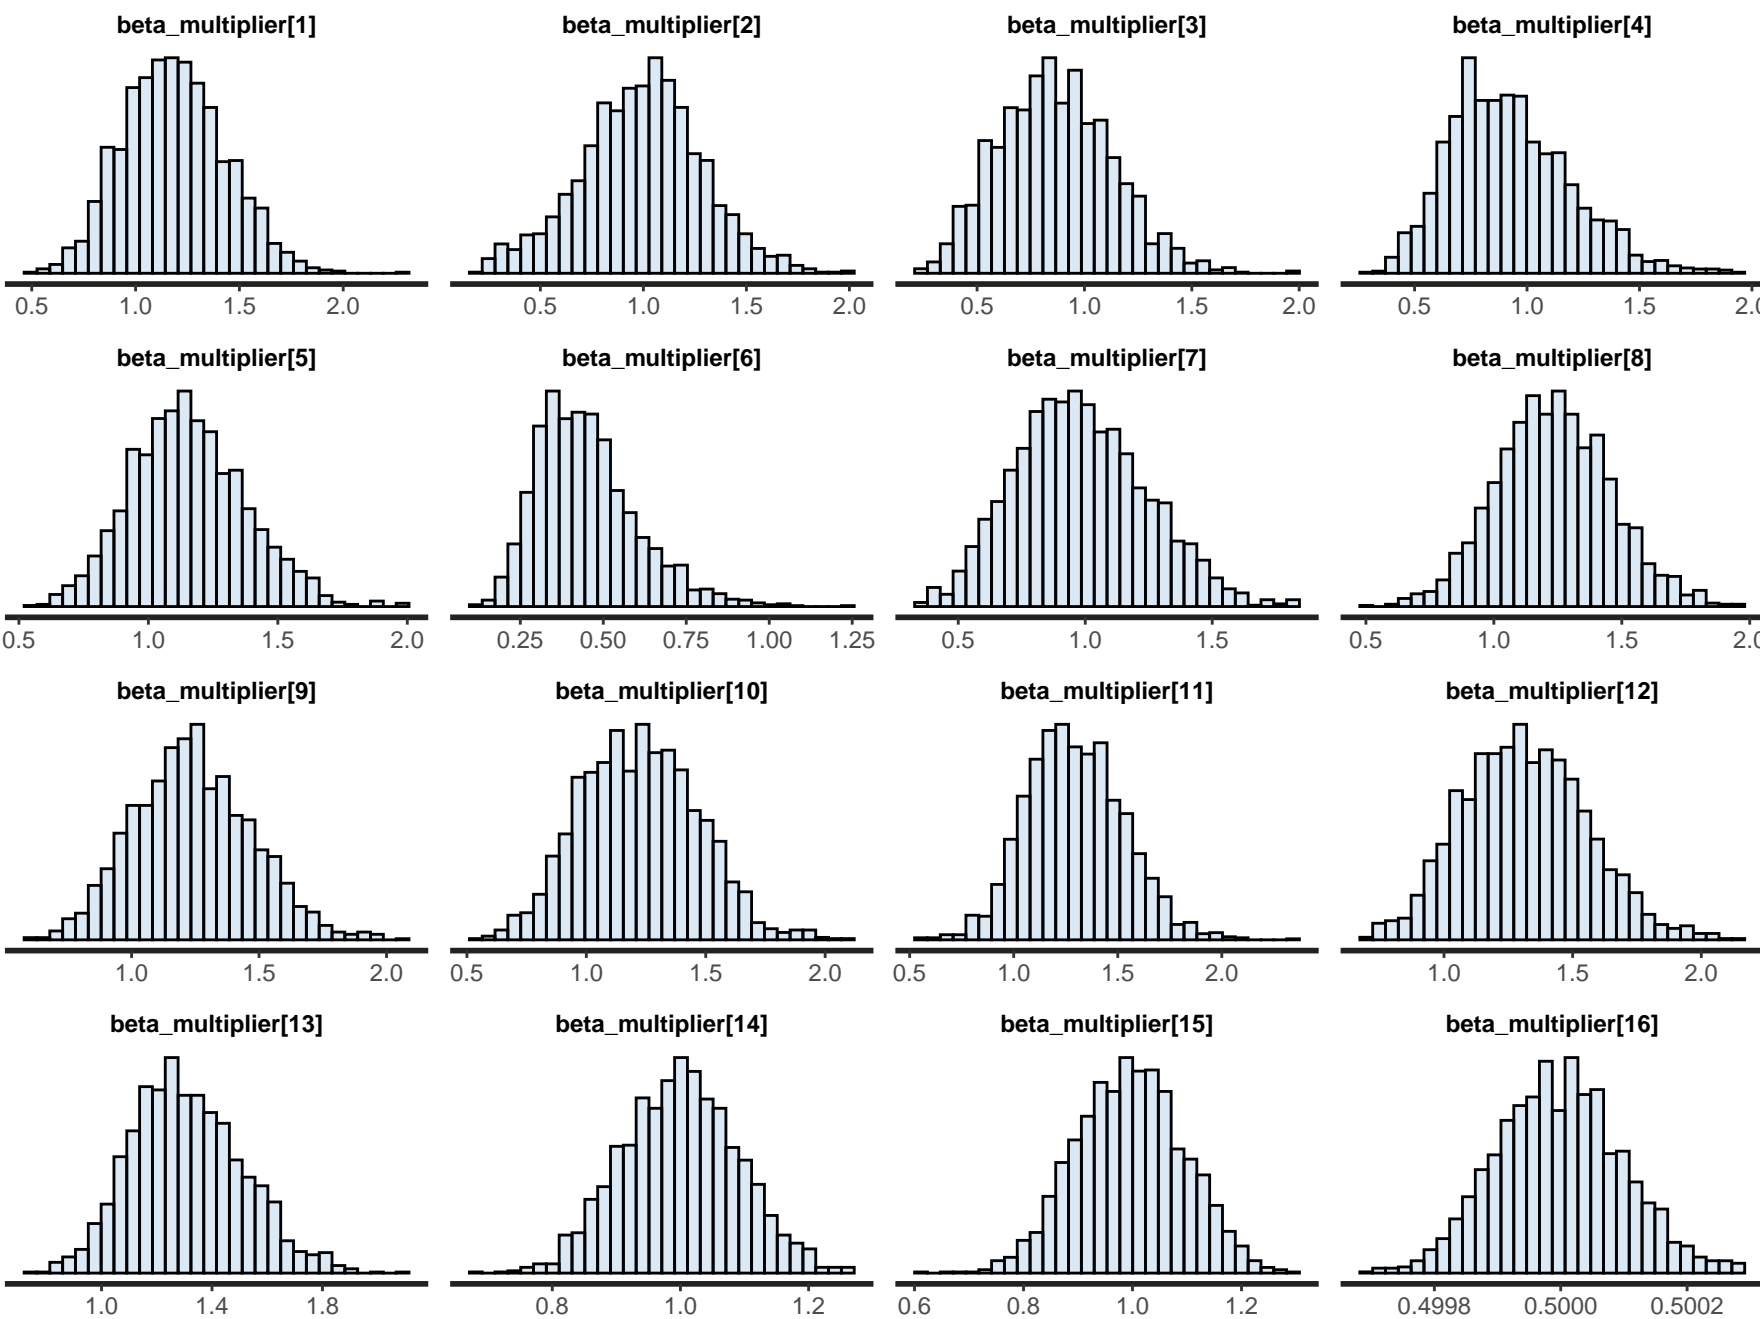 beta_multiplier[1] beta_multiplier[2] beta_multiplier[3] beta_multiplier[4]
0.5 1.0 1.5 2.0 0.5 1.0 1.5 2.0 0.5 1.0 1.5 2.0 0.5 1.0 1.5 2.0
beta_multiplier[5] beta_multiplier[6] beta_multiplier[7] beta_multiplier[8]
0.5 1.0 1.5 2.0 0.25 0.50 0.75 1.00 1.25 0.5 1.0 1.5 0.5 1.0 1.5 2.0
beta_multiplier[9] beta_multiplier[10] beta_multiplier[11] beta_multiplier[12]
1.0 1.5 2.0 0.5 1.0 1.5 2.0 0.5 1.0 1.5 2.0 1.0 1.5 2.0
beta_multiplier[13] beta_multiplier[14] beta_multiplier[15] beta_multiplier[16]
1.0 1.4 1.8 0.8 1.0 1.2 0.6 0.8 1.0 1.2 0.4998 0.5000 0.5002